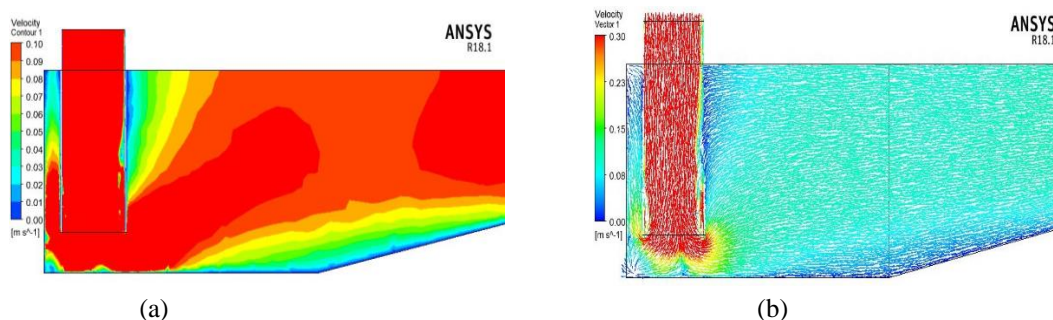 Velocity
Contour 1
0.10
0.09
0.08
0.07
0.06
0.05
0.04
0.03
0.02
0.01
0.00
[m s^-1]
ANSYS
R18.1
(a)
Velocity
Vector 1
0.30
0.23
0.15
0.08
0.00
[m s^-1]
ANSYS
R18.1
(b)